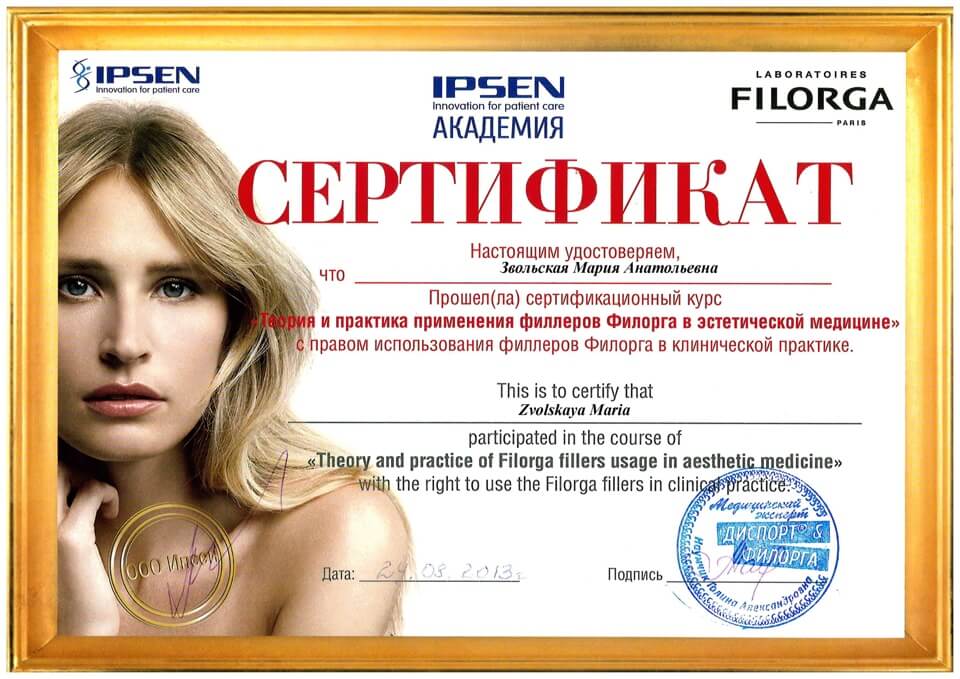 IPSEN
Innovation for patient care
IPSEN
Innovation for patient care
АКАДЕМИЯ
LABORATOIRES
FILORGA
PARIS
СЕРТИФИКАТ
Настоящим удостоверяем,
что Звольская Мария Анатольевна
Прошел(ла) сертификационный курс
«Теория и практика применения филлеров Филорга в эстетической медицине»
с правом использования филлеров Филорга в клинической практике.
This is to certify that
Zvolskaya Maria
participated in the course of
«Theory and practice of Filorga fillers usage in aesthetic medicine»
with the right to use the Filorga fillers in clinical practice.
ООО Ипсен
Дата: 24.09.2013г
Подпись
Медицинский
эксперт
ДИСПОРТ® &
ФИЛОРГА
Галина Александровна